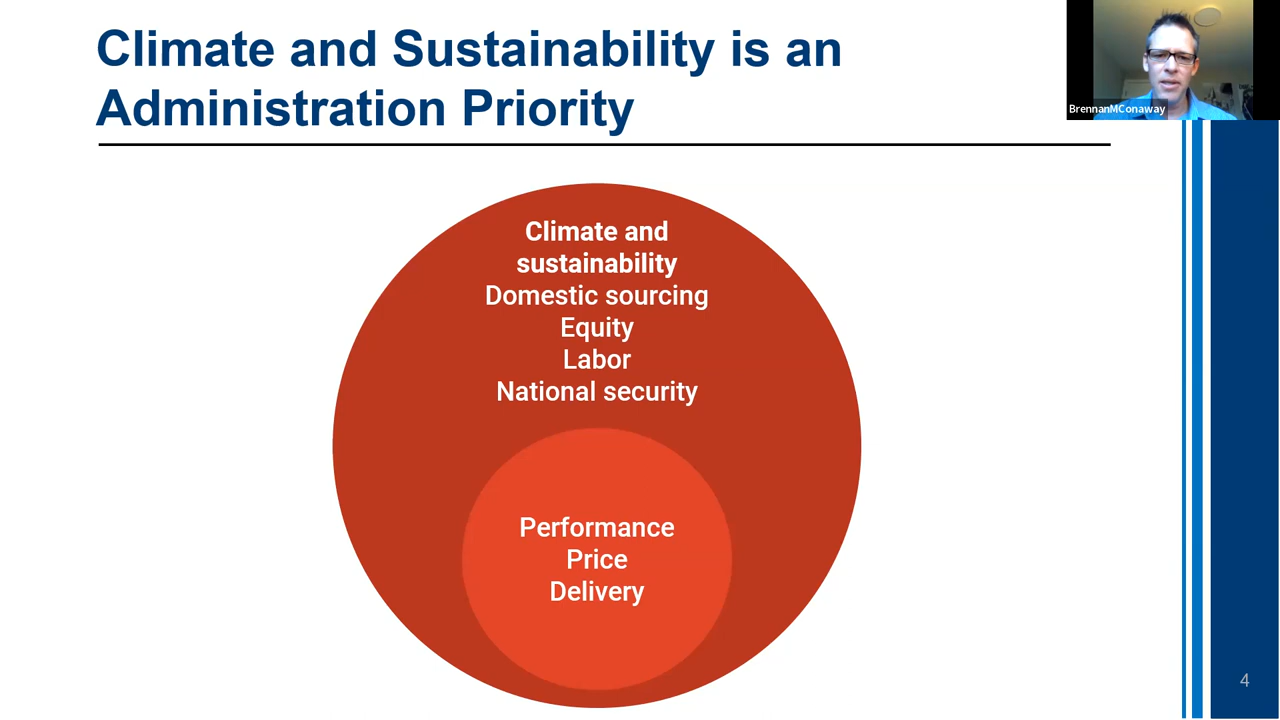 Climate and Sustainability is an
Administration Priority
BrennanMConaway
Climate and
sustainability
Domestic sourcing
Equity
Labor
National security
Performance
Price
Delivery
4